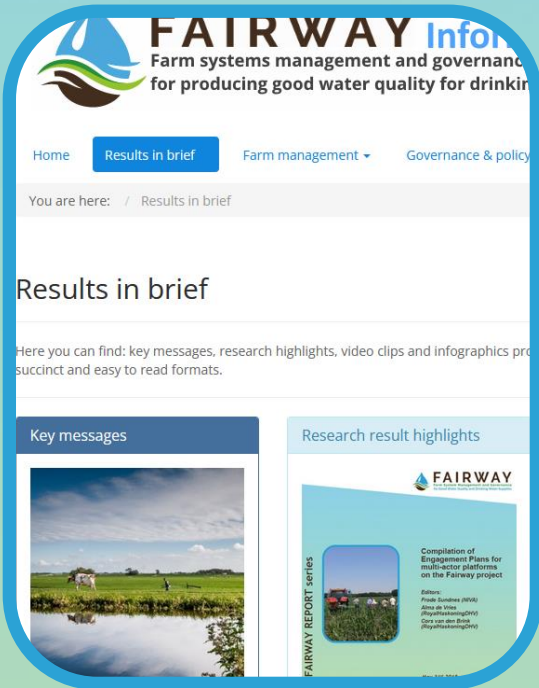 FAIRWAY Infor
Farm systems management and governanc
for producing good water quality for drinkin
Home Results in brief Farm management Governance & policy
You are here: / Results in brief
Results in brief
Here you can find: key messages, research highlights, video clips and infographics pro
succinct and easy to read formats.
Key messages
Research result highlights
FAIRWAY
FAIRWAY REPORT series
Compilation of
Engagement Plans for
multi-actor platforms
on the Fairway project
Editors:
Frode Sundnes (NIVA)
Alma de Vries
(RoyalHaskoningDHV)
Cors van den Brink
(RoyalHaskoningDHV)